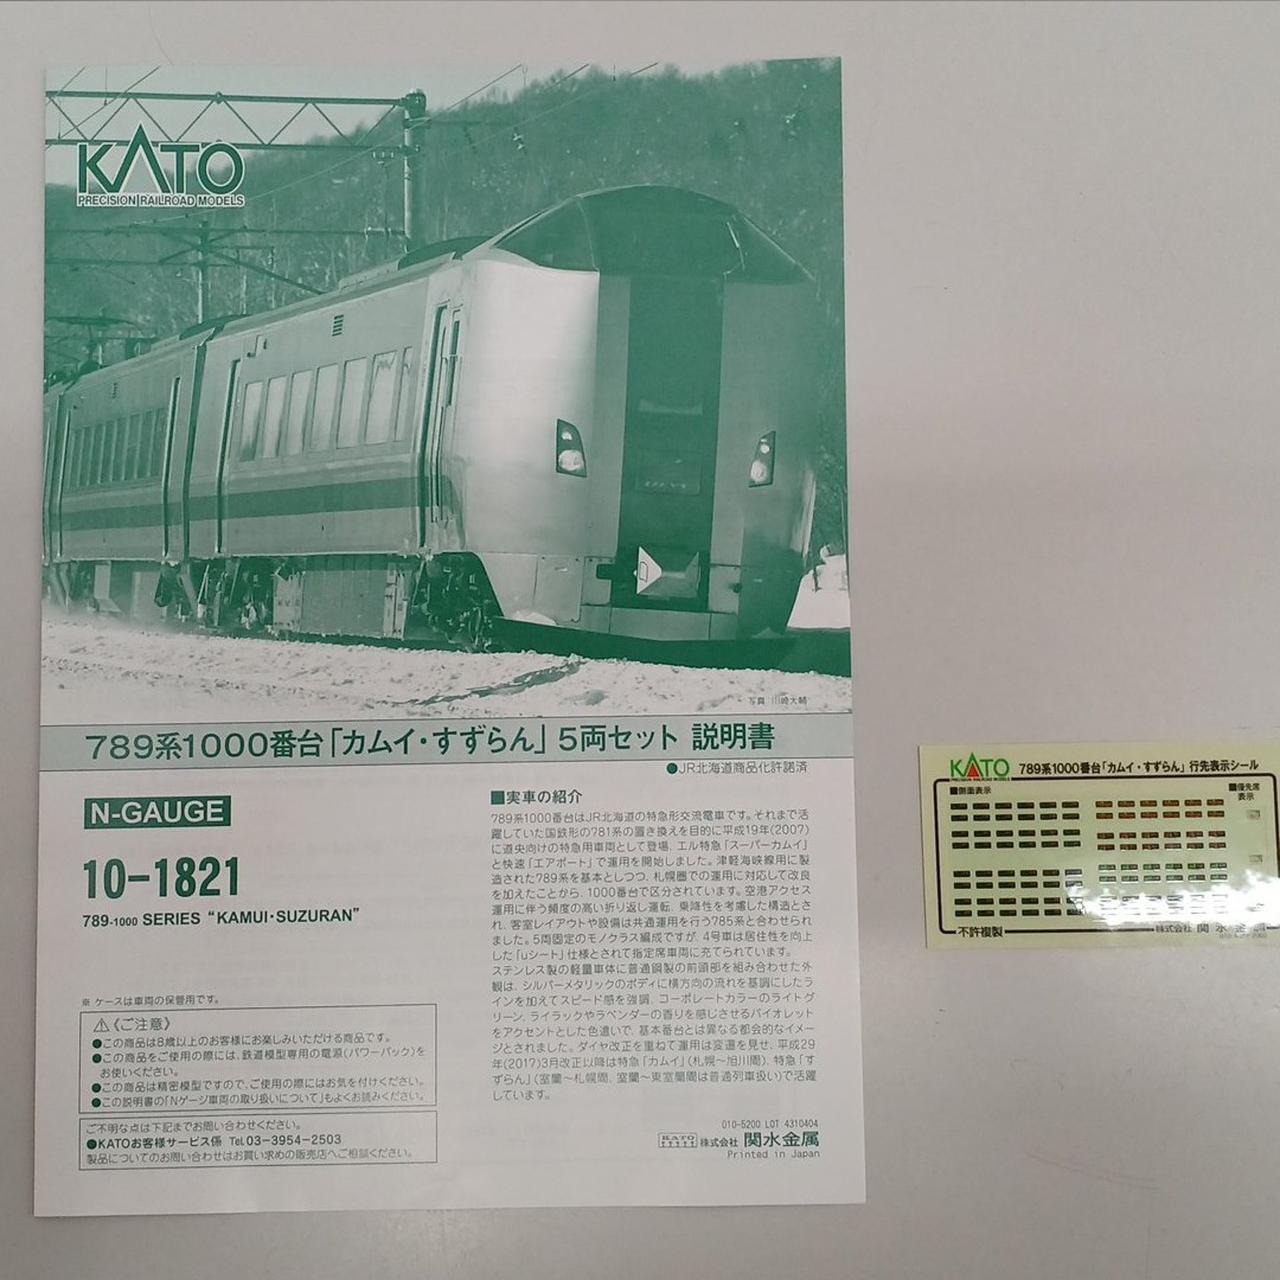 KATO
PRECISION RAILROAD MODELS
写真 川崎大輔
789系1000番台「カムイ・すずらん」5両セット 説明書
●JR北海道商品化許諾済
N-GAUGE
10-1821
789-1000 SERIES "KAMUI・SUZURAN"
※ ケースは車両の保管用です。
⚠《ご注意》
●この商品は8歳以上のお客様にお楽しみいただける商品です。
●この商品をご使用の際には、鉄道模型専用の電源(パワーパック)を
お使いください。
●この商品は精密模型ですので、ご使用の際にはお気を付けください。
●この説明書の「Nゲージ車両の取り扱いについて」もよくお読みください。
ご不明な点は下記までお問い合わせください。
●KATOお客様サービス係 Tel.03-3954-2503
製品についてのお問い合わせはお買い求めの販売店へご相談ください。
■実車の紹介
789系1000番台はJR北海道の特急形交流電車です。それまで活
躍していた国鉄形の781系の置き換えを目的に平成19年(2007)
に道央向けの特急用車両として登場、エル特急「スーパーカムイ」
と快速「エアポート」で運用を開始しました。津軽海峡線用に製
造された789系を基本としつつ、札幌圏での運用に対応して改良
を加えたことから、1000番台で区分されています。空港アクセス
運用に伴う頻度の高い折り返し運転、乗降性を考慮した構造とさ
れ、客室レイアウトや設備は共通運用を行う785系と合わせられ
ました。5両固定のモノクラス編成ですが、4号車は居住性を向上
した「uシート」仕様とされて指定席車両に充てられています。
ステンレス製の軽量車体に普通鋼製の前頭部を組み合わせた外
観は、シルバーメタリックのボディに横方向の流れを基調にしたラ
インを加えてスピード感を強調、コーポレートカラーのライトグ
リーン、ライラックやラベンダーの香りを感じさせるバイオレット
をアクセントとした色遣いで、基本番台とは異なる都会的なイメー
ジとされました。ダイヤ改正を重ねて運用は変遷を見せ、平成29
年(2017)3月改正以降は特急「カムイ」(札幌〜旭川間)、特急「す
ずらん」(室蘭〜札幌間、室蘭〜東室蘭間は普通列車扱い)で活躍
しています。
010-5200 LOT 4310404
KATO 株式会社 関水金属
Printed in Japan
KATO 789系1000番台「カムイ・すずらん」行先表示シール
PRECISION RAILROAD MODELS
■側面表示
■優先席
表示
不許複製
株式会社 関水金属